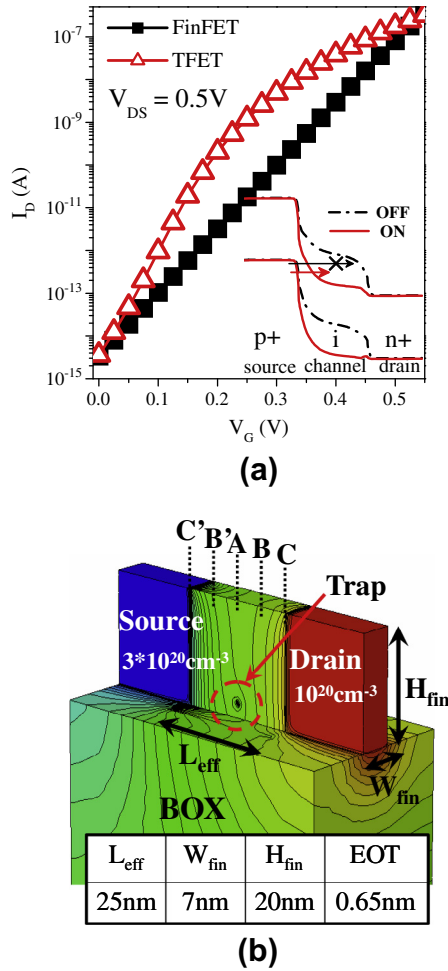 FinFET
TFET
V_DS = 0.5V
10^-7
10^-9
10^-11
10^-13
10^-15
I_D (A)
OFF
ON
p+ i n+
source channel drain
0.0 0.1 0.2 0.3 0.4 0.5
V_G (V)
(a)
C' B' A B C
Trap
Source
3*10^20cm^-3
Drain
10^20cm^-3
H_fin
L_eff
W_fin
BOX
L_eff W_fin H_fin EOT
25nm 7nm 20nm 0.65nm
(b)